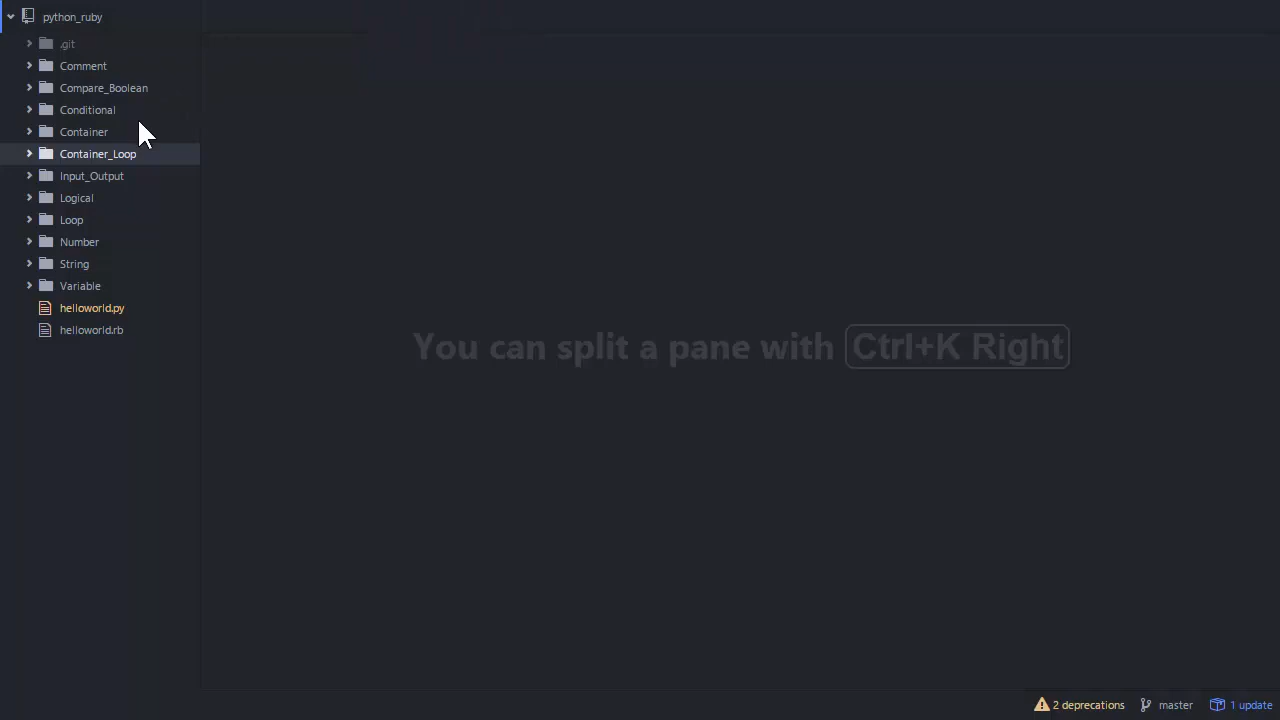 python_ruby
.git
Comment
Compare_Boolean
Conditional
Container
Container_Loop
Input_Output
Logical
Loop
Number
String
Variable
helloworld.py
helloworld.rb
You can split a pane with Ctrl+K Right
2 deprecations master 1 update